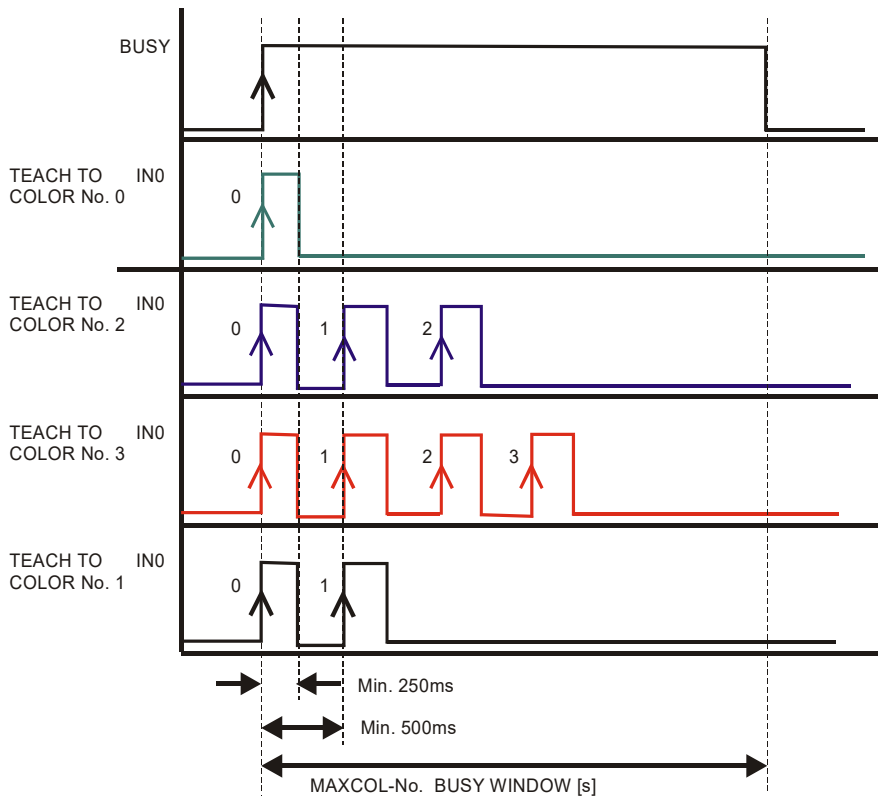 BUSY
TEACH TO IN0
COLOR No. 0
0
TEACH TO IN0
COLOR No. 2
0 1 2
TEACH TO IN0
COLOR No. 3
0 1 2 3
TEACH TO IN0
COLOR No. 1
0 1
Min. 250ms
Min. 500ms
MAXCOL-No. BUSY WINDOW [s]